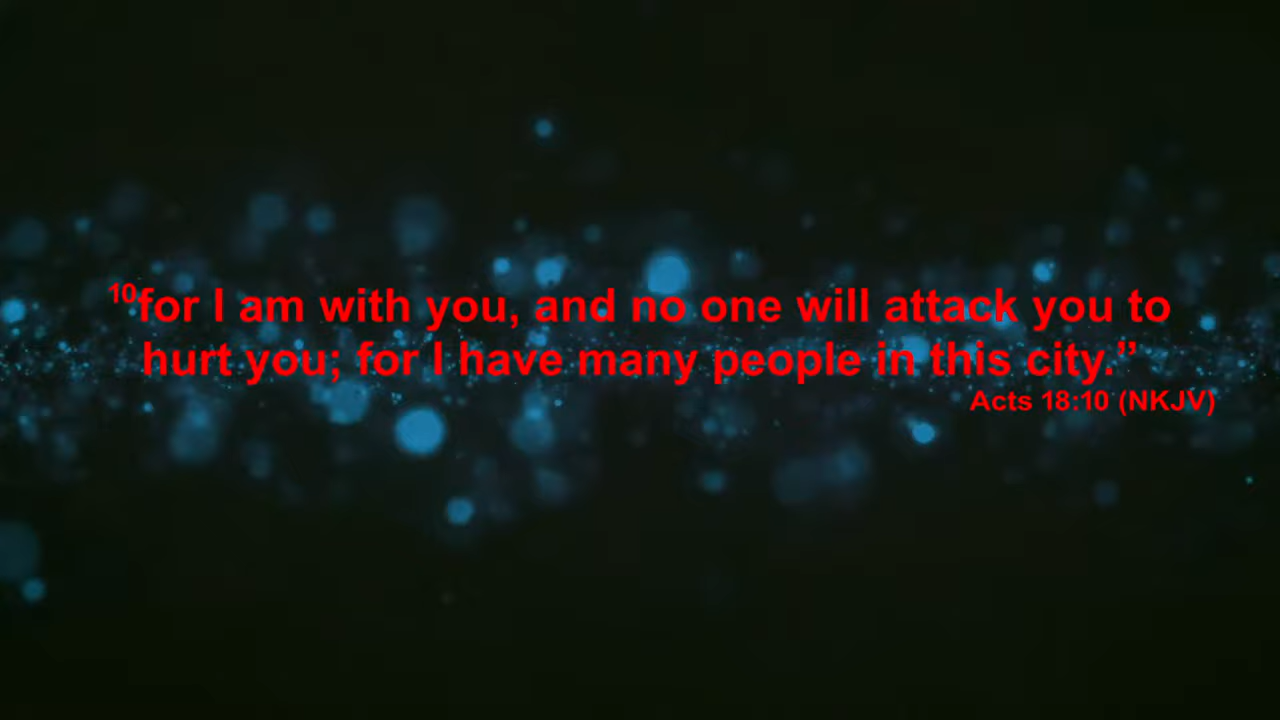 10for I am with you, and no one will attack you to
hurt you; for I have many people in this city.”
Acts 18:10 (NKJV)